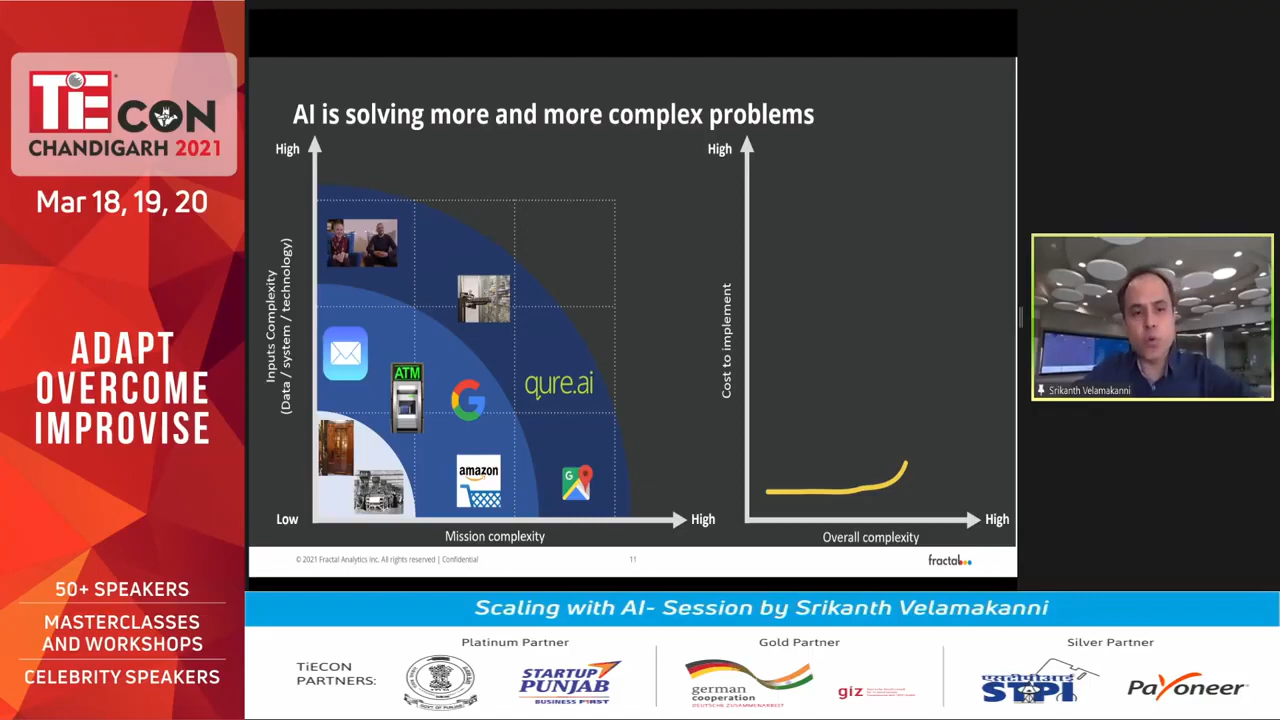 TiE CON
CHANDIGARH 2021
Mar 18, 19, 20
ADAPT
OVERCOME
IMPROVISE
50+ SPEAKERS
MASTERCLASSES
AND WORKSHOPS
CELEBRITY SPEAKERS
AI is solving more and more complex problems
High
Inputs Complexity
(Data / system / technology)
ATM
qure.ai
amazon
Low
High
Mission complexity
High
Cost to implement
High
Overall complexity
© 2021 Fractal Analytics Inc. All rights reserved | Confidential
11
fractal
Srikanth Velamakanni
Scaling with AI- Session by Srikanth Velamakanni
TiECON
PARTNERS:
Platinum Partner
STARTUP
PUNJAB
BUSINESS FIRST
Gold Partner
german
cooperation
DEUTSCHE ZUSAMMENARBEIT
giz
Silver Partner
एसटीपीआई
STPI
Payoneer